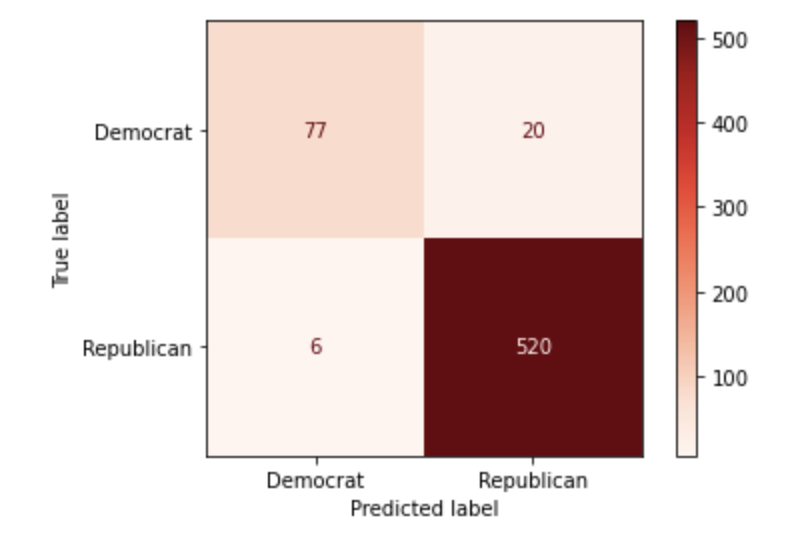 500
Democrat
77
20
400
True label
300
200
Republican
6
520
100
Democrat
Republican
Predicted label